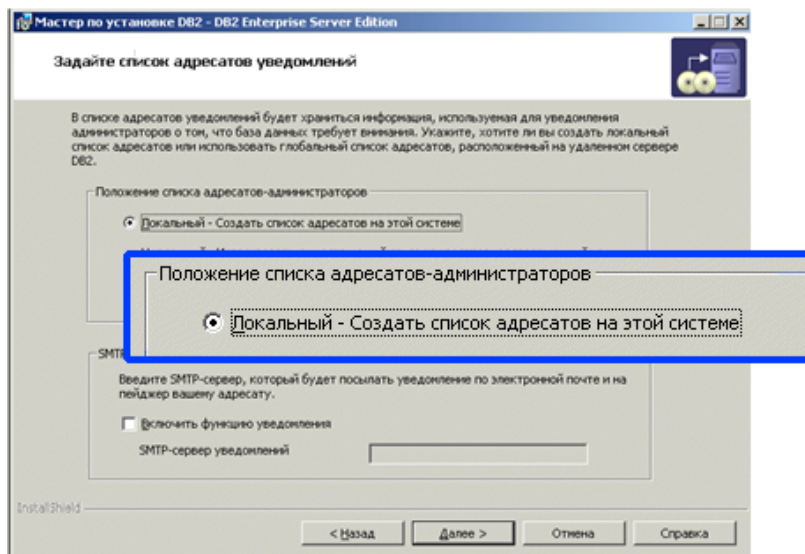 Мастер по установке DB2 - DB2 Enterprise Server Edition
Задайте список адресатов уведомлений
В списке адресатов уведомлений будет храниться информация, используемая для уведомления
администраторов о том, что база данных требует внимания. Укажите, хотите ли вы создать локальный
список адресатов или использовать глобальный список адресатов, расположенный на удаленном сервере
DB2.
Положение списка адресатов-администраторов
Локальный - Создать список адресатов на этой системе
Положение списка адресатов-администраторов
Локальный - Создать список адресатов на этой системе
SMTP
Введите SMTP-сервер, который будет посылать уведомление по электронной почте и на
пейджер вашему адресату.
Включить функцию уведомления
SMTP-сервер уведомлений
InstallShield
< Назад Далее > Отмена Справка